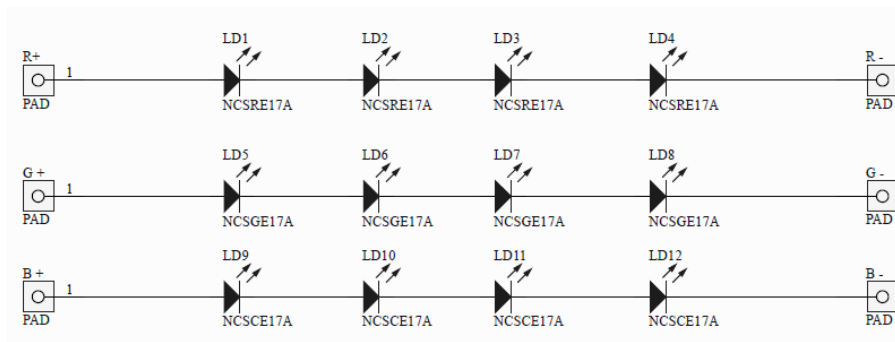 LD1 LD2 LD3 LD4
R+ R -
1
PAD NCSRE17A NCSRE17A NCSRE17A NCSRE17A PAD
LD5 LD6 LD7 LD8
G + G -
1
PAD NCSGE17A NCSGE17A NCSGE17A NCSGE17A PAD
LD9 LD10 LD11 LD12
B + B -
1
PAD NCSCE17A NCSCE17A NCSCE17A NCSCE17A PAD